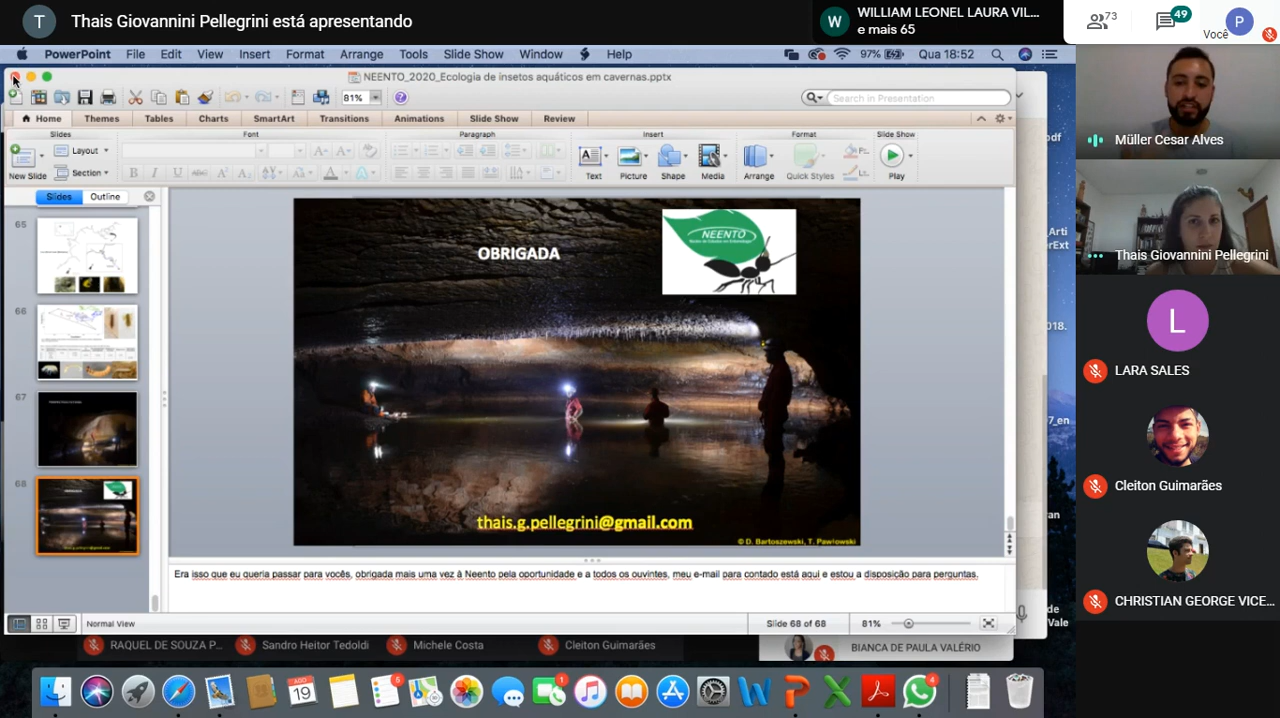 T
Thais Giovannini Pellegrini está apresentando
W
WILLIAM LEONEL LAURA VIL...
e mais 65
73
49
P
Você
PowerPoint File Edit View Insert Format Arrange Tools Slide Show Window Help
97%
Qua 18:52
NEENTO_2020_Ecologia de insetos aquáticos em cavernas.pptx
81%
Search in Presentation
Home Themes Tables Charts SmartArt Transitions Animations Slide Show Review
Slides Font Paragraph Insert Format Slide Show
New Slide
Layout
Section
Text Picture Shape Media
Arrange Quick Styles
Play
Slides Outline
65
66
67
68
OBRIGADA
NEENTO
thais.g.pellegrini@gmail.com
© D. Bartoszewski, T. Pawłowski
Era isso que eu queria passar para vocês, obrigada mais uma vez à Neento pela oportunidade e a todos os ouvintes, meu e-mail para contado está aqui e estou a disposição para perguntas.
Normal View
Slide 68 of 68
81%
RAQUEL DE SOUZA P...
Sandro Heitor Tedoldi
Michele Costa
Cleiton Guimarães
BIANCA DE PAULA VALÉRIO
AGO
19
5
1
4
Müller Cesar Alves
Thais Giovannini Pellegrini
L
LARA SALES
Cleiton Guimarães
CHRISTIAN GEORGE VICE...